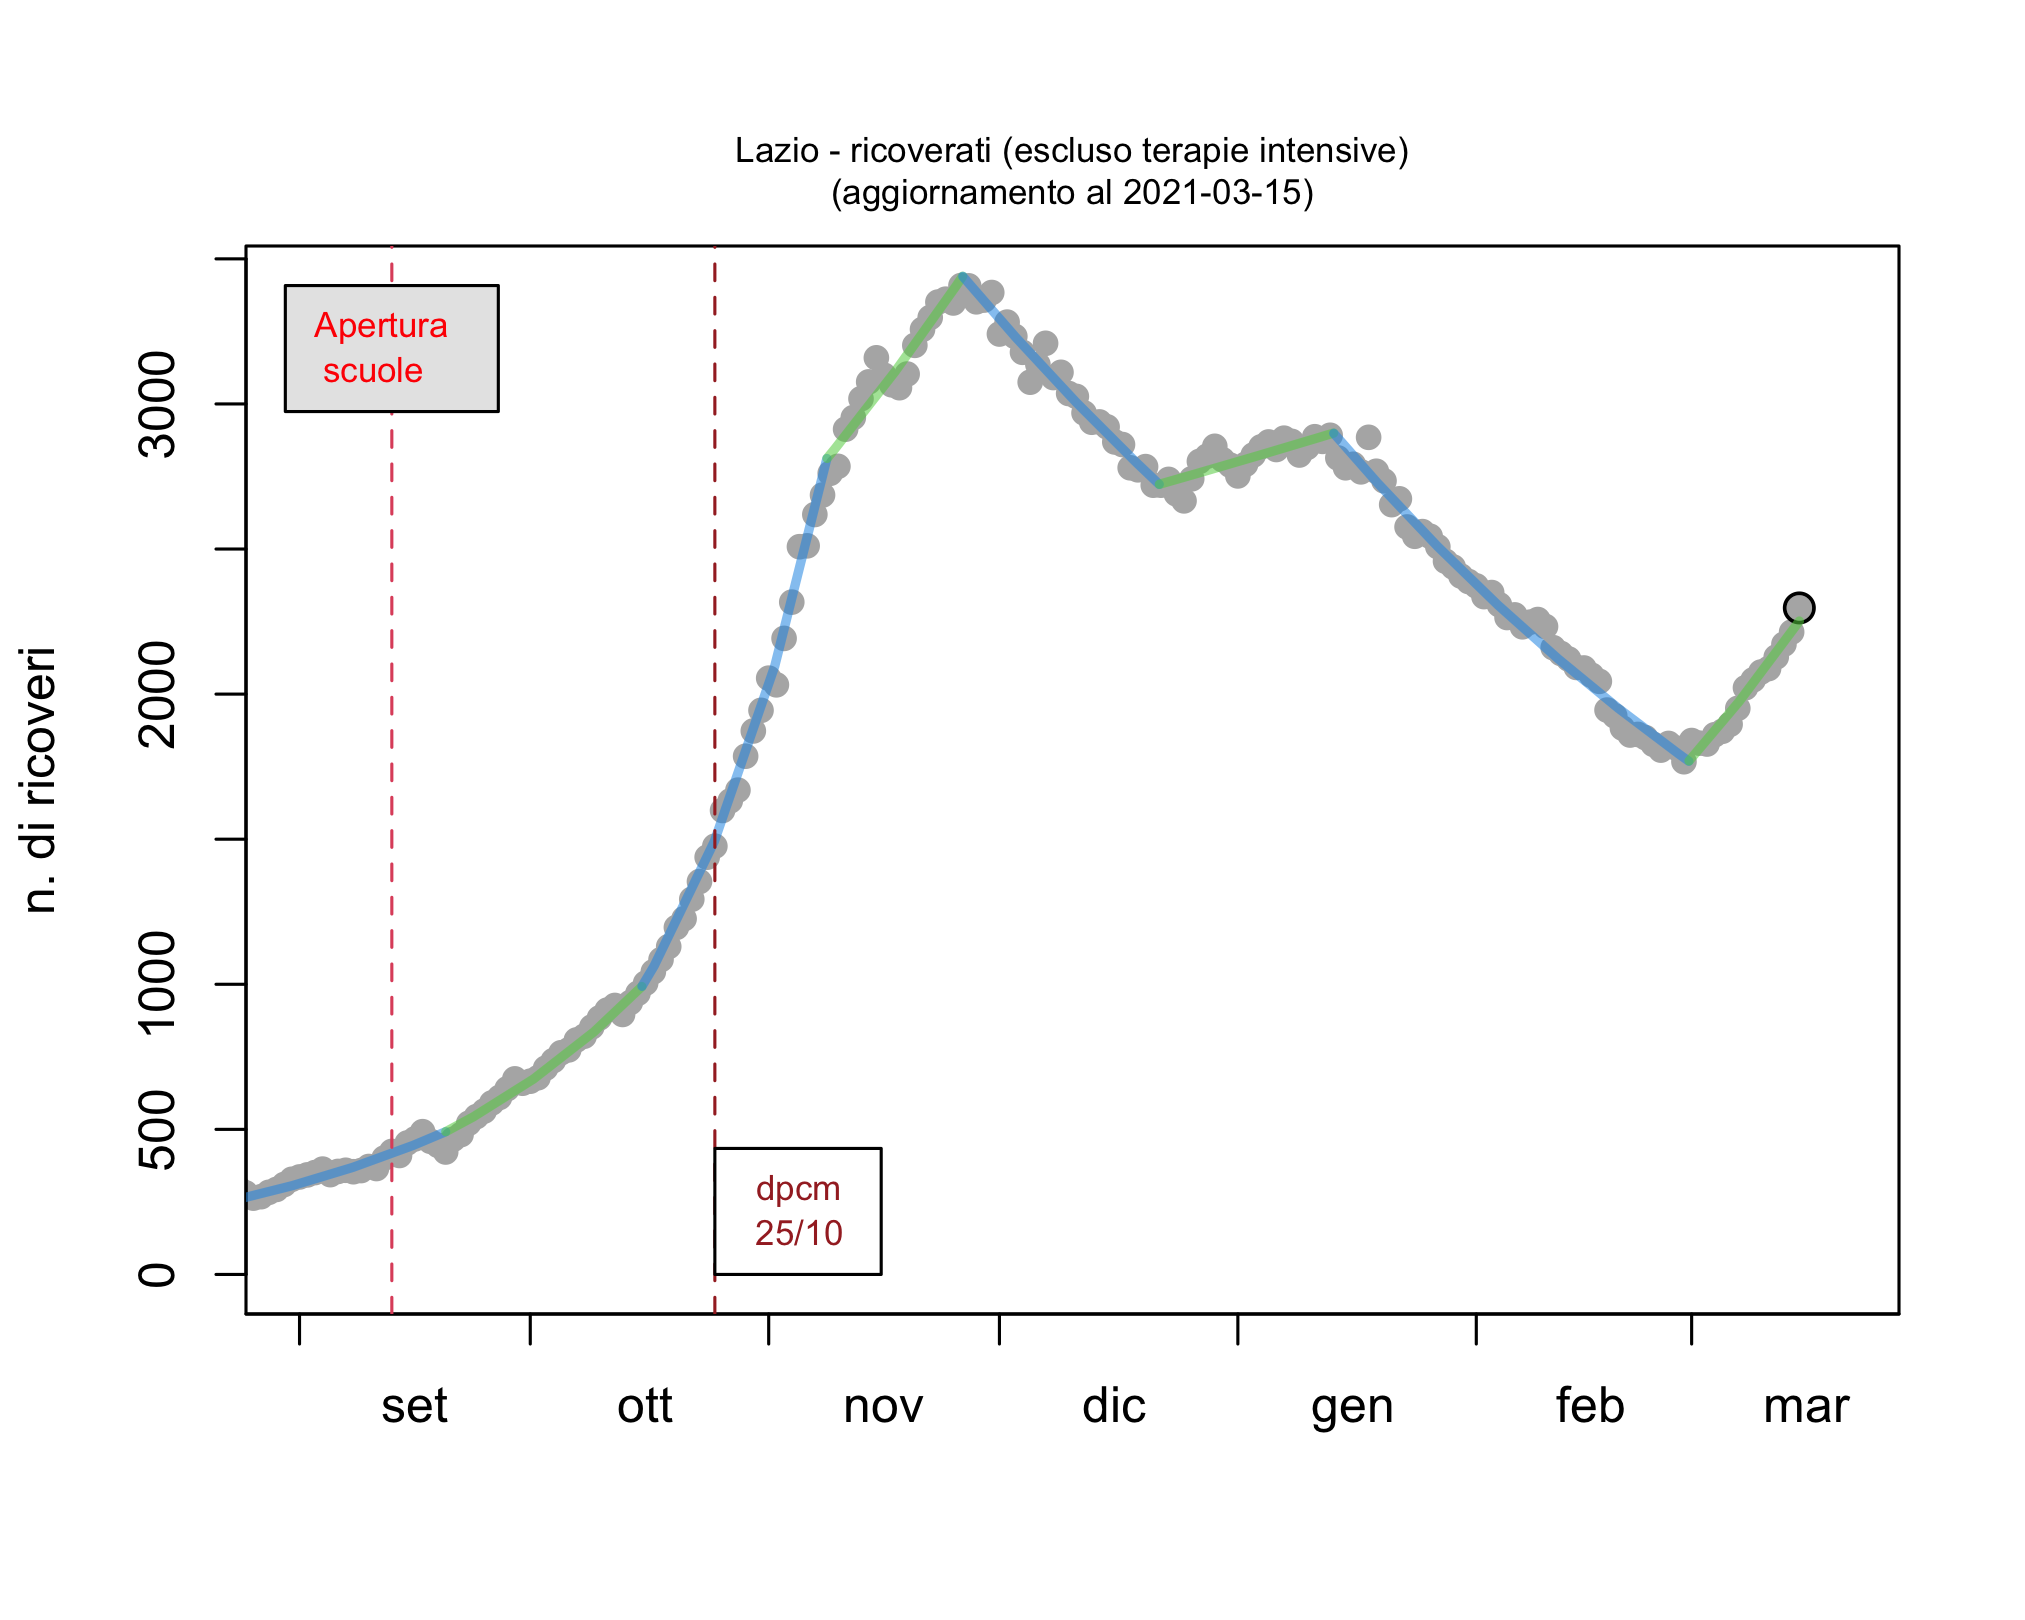 Lazio - ricoverati (escluso terapie intensive)
(aggiornamento al 2021-03-15)
Apertura
scuole
dpcm
25/10
n. di ricoveri
3000
2000
1000
500
0
set
ott
nov
dic
gen
feb
mar